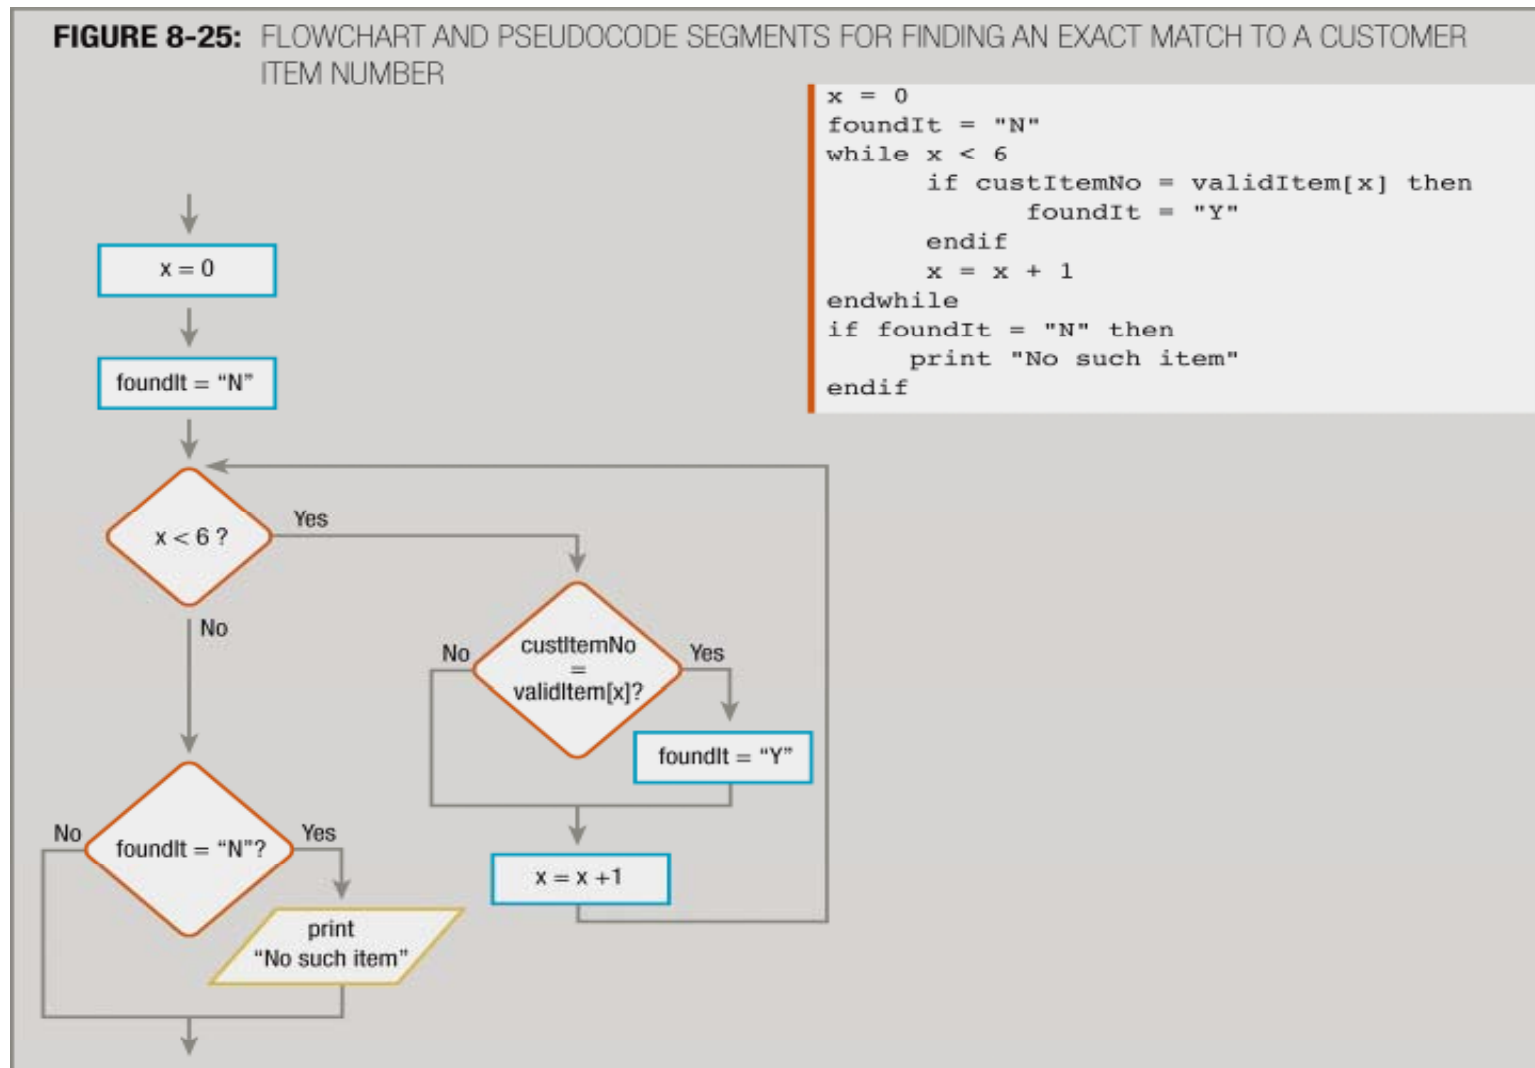 FIGURE 8-25: FLOWCHART AND PSEUDOCODE SEGMENTS FOR FINDING AN EXACT MATCH TO A CUSTOMER
ITEM NUMBER
x = 0
foundIt = "N"
while x < 6
if custItemNo = validItem[x] then
foundIt = "Y"
endif
x = x + 1
endwhile
if foundIt = "N" then
print "No such item"
endif
x = 0
foundIt = “N”
x < 6 ?
Yes
No
custItemNo
=
validItem[x]?
No
Yes
foundIt = “Y”
x = x +1
foundIt = “N”?
No
Yes
print
“No such item”